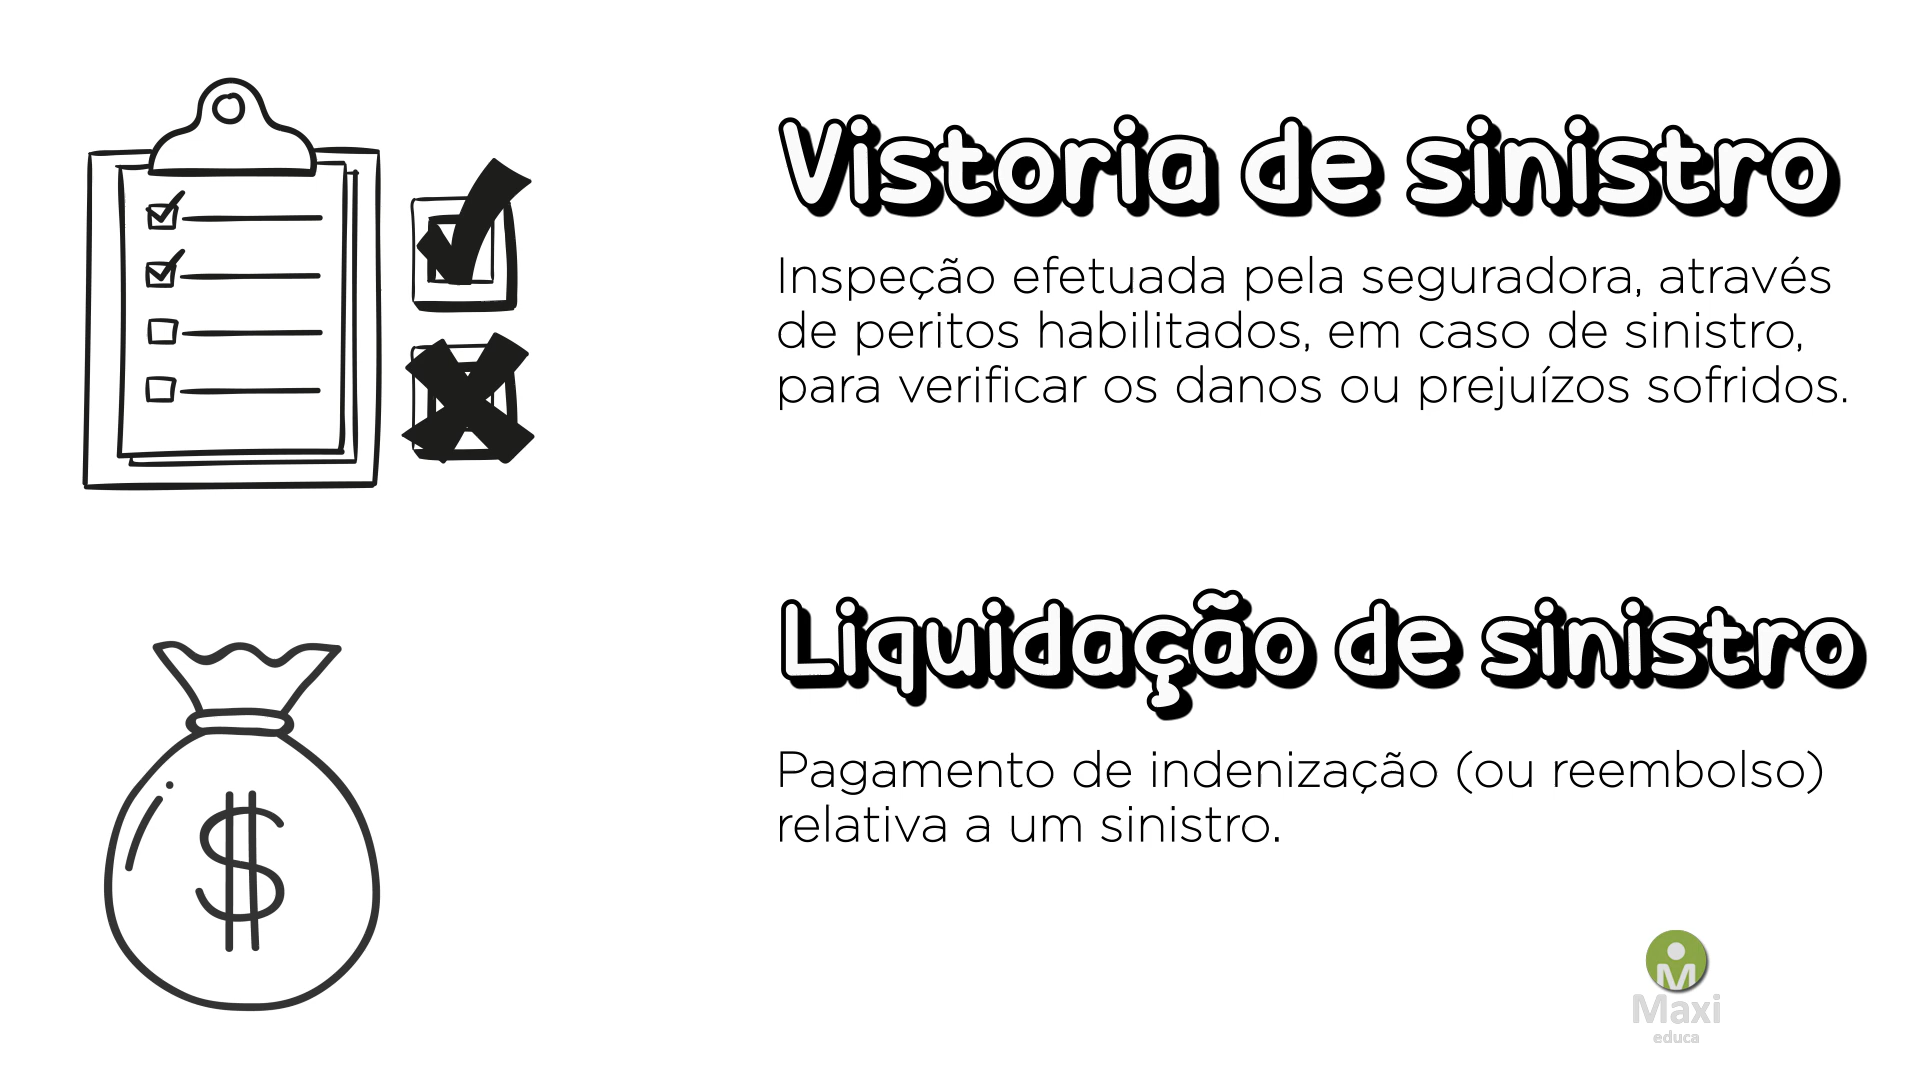 Vistoria de sinistro
Inspeção efetuada pela seguradora, através
de peritos habilitados, em caso de sinistro,
para verificar os danos ou prejuízos sofridos.
$
Liquidação de sinistro
Pagamento de indenização (ou reembolso)
relativa a um sinistro.
M
Maxi
educa